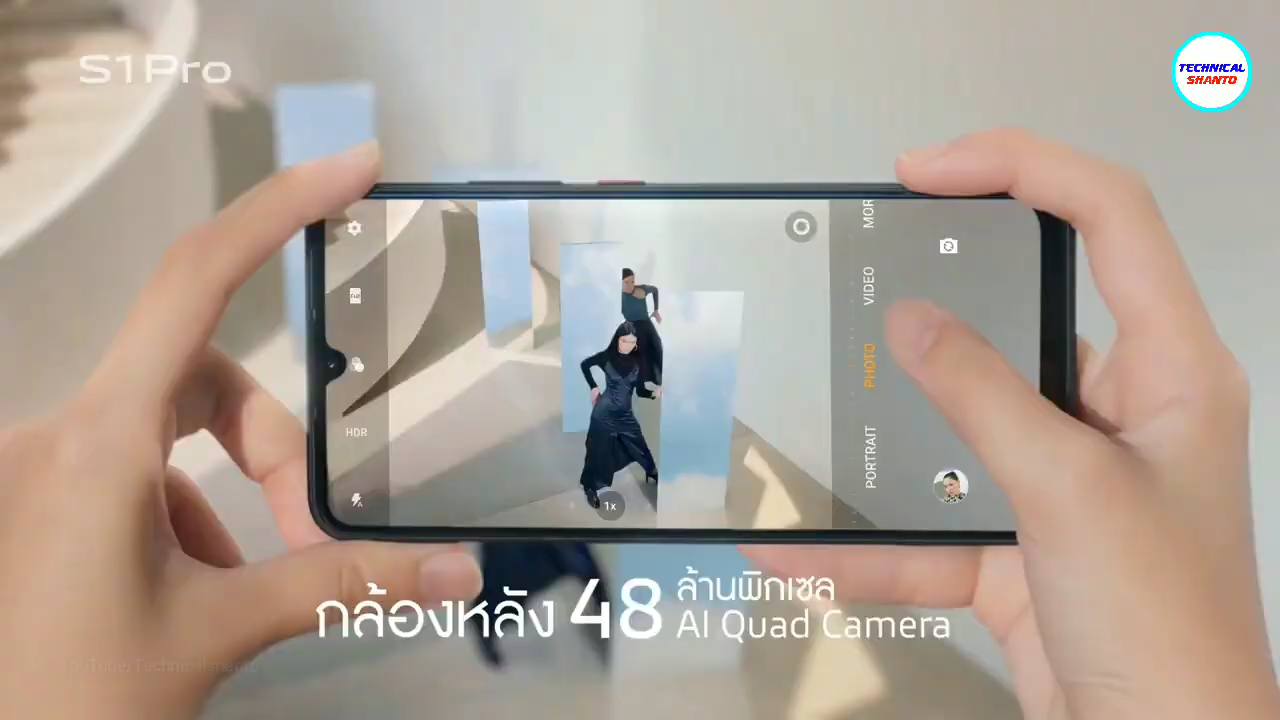 S1Pro
TECHNICAL
SHANTO
MOR
VIDEO
PHOTO
PORTRAIT
HDR
1x
กล้องหลัง 48 ล้านพิกเซล
AI Quad Camera